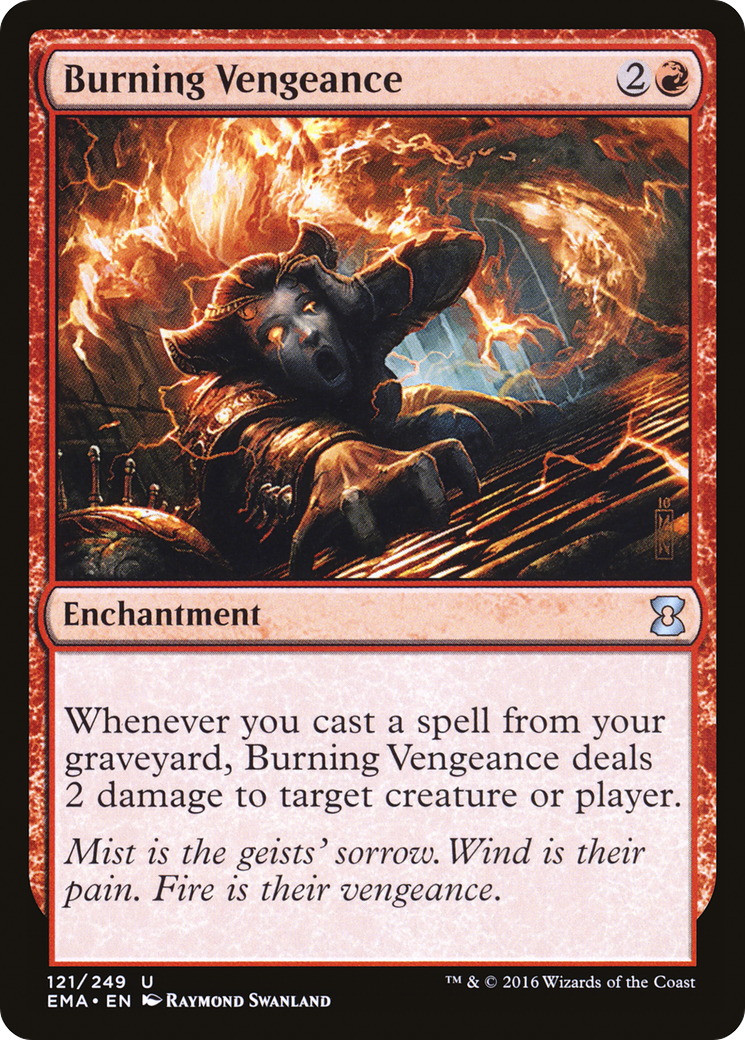 Burning Vengeance 2
Enchantment
Whenever you cast a spell from your
graveyard, Burning Vengeance deals
2 damage to target creature or player.
Mist is the geists’ sorrow. Wind is their
pain. Fire is their vengeance.
121/249 U
™ & © 2016 Wizards of the Coast
EMA • EN Raymond Swanland